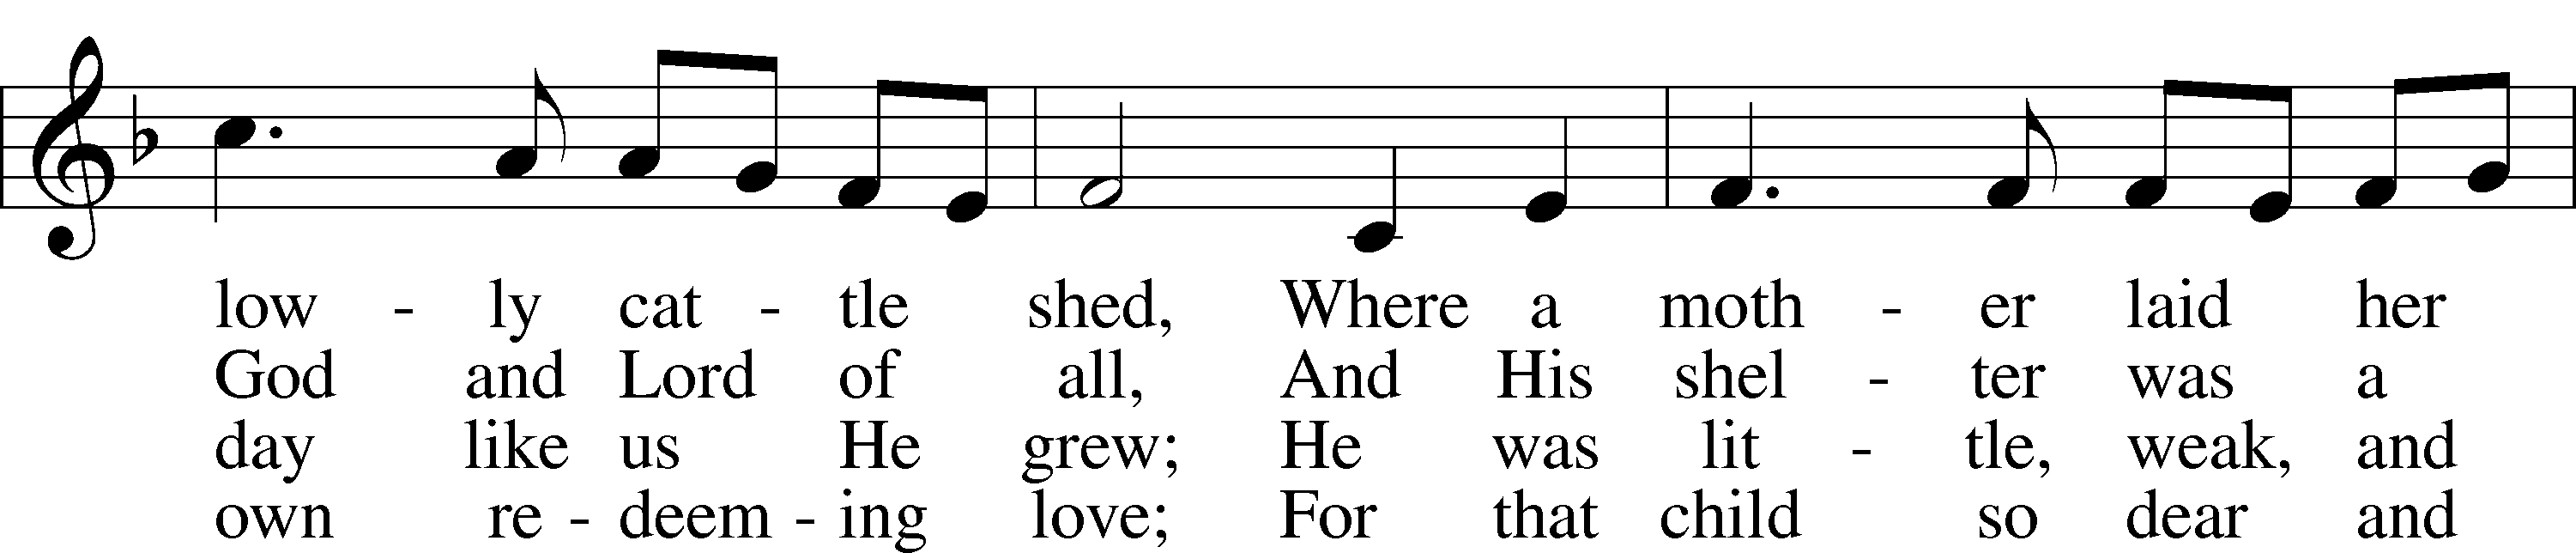 low - ly cat - tle shed, Where a moth - er laid her
God and Lord of all, And His shel - ter was a
day like us He grew; He was lit - tle, weak, and
own re - deem - ing love; For that child so dear and